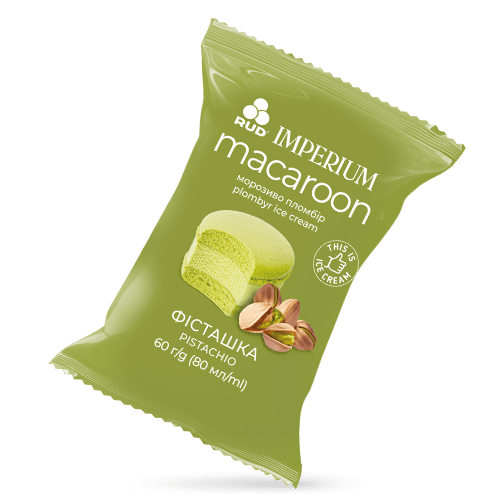 RUD®
IMPERIUM
macaroon
морозиво пломбір
plombyr ice cream
THIS IS
ICE CREAM
ФІСТАШКА
PISTACHIO
60 г/g (80 мл/ml)